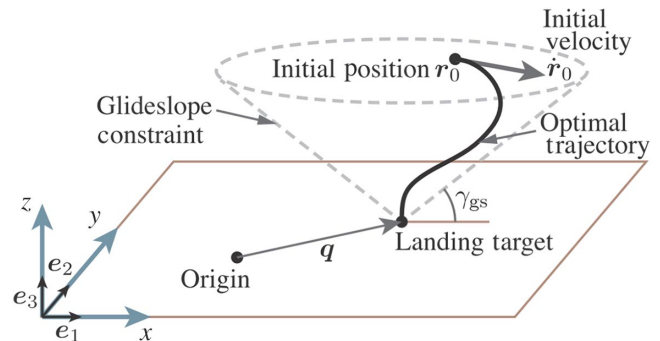 Initial
velocity
Initial position r₀
ṙ₀
Glideslope
constraint
Optimal
trajectory
γgs
z
y
q
Landing target
Origin
e₂
e₃
e₁
x